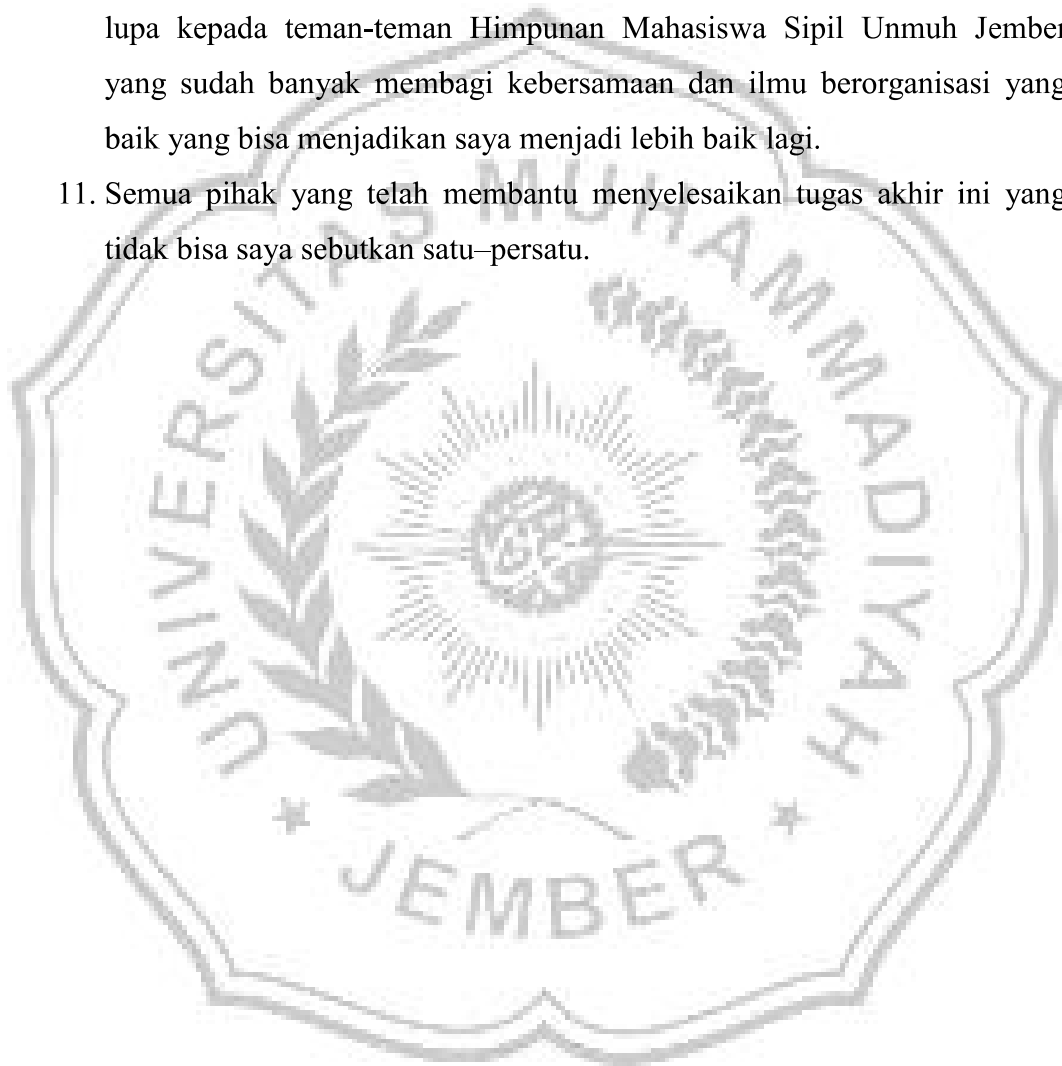 lupa kepada teman-teman Himpunan Mahasiswa Sipil Unmuh Jember
yang sudah banyak membagi kebersamaan dan ilmu berorganisasi yang
baik yang bisa menjadikan saya menjadi lebih baik lagi.
11. Semua pihak yang telah membantu menyelesaikan tugas akhir ini yang
tidak bisa saya sebutkan satu–persatu.
UNIVERSITAS MUHAMMADIYAH
JEMBER